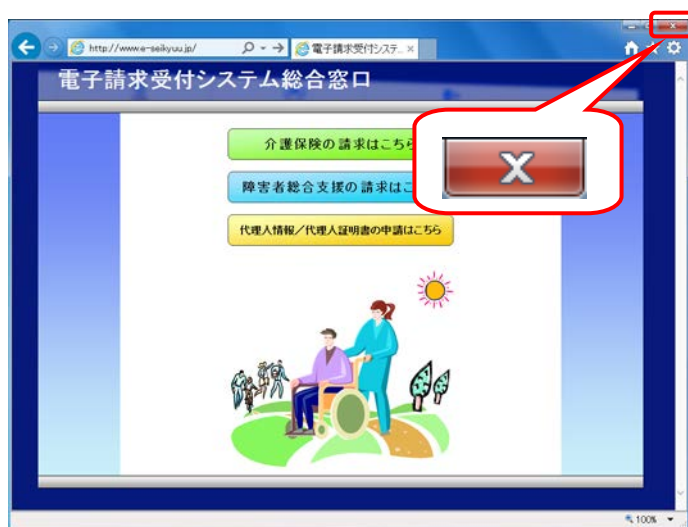 http://www.e-seikyuu.jp/
電子請求受付システ... ×
電子請求受付システム総合窓口
介護保険の請求はこち
障害者総合支援の請求はこ
代理人情報/代理人証明書の申請はこちら
X
100%